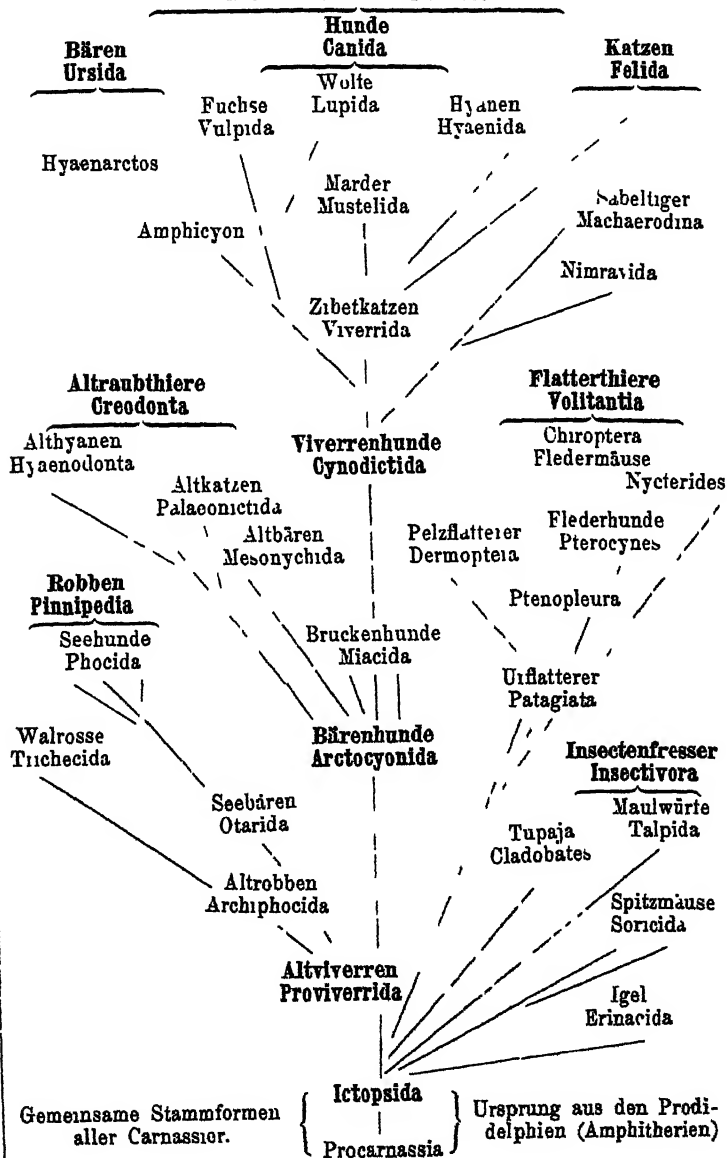 Hunde
Canida
Bären
Ursida
Katzen
Felida
Wolfe
Lupida
Fuchse
Vulpida
Hyanen
Hyaenida
Hyaenarctos
Marder
Mustelida
Sabeltiger
Machaerodina
Amphicyon
Nimravida
Zibetkatzen
Viverrida
Altraubthiere
Creodonta
Flatterthiere
Volitantia
Althyanen
Hyaenodonta
Viverrenhunde
Cynodictida
Chiroptera
Fledermäuse
Nycterides
Altkatzen
Palaeonictida
Altbären
Mesonychida
Pelzflatterer
Dermoptera
Flederhunde
Pterocynes
Robben
Pinnipedia
Seehunde
Phocida
Ptenopleura
Bruckenhunde
Miacida
Urflatterer
Patagiata
Walrosse
Trichecida
Bärenhunde
Arctocyonida
Insectenfresser
Insectivora
Maulwürfe
Talpida
Seebären
Otarida
Tupaja
Cladobates
Altrobben
Archiphocida
Spitzmäuse
Soricida
Altviverren
Proviverrida
Igel
Erinacida
Ictopsida
Gemeinsame Stammformen
aller Carnassier.
Ursprung aus den Prodi-
delphien (Amphitherien)
Procarnassia